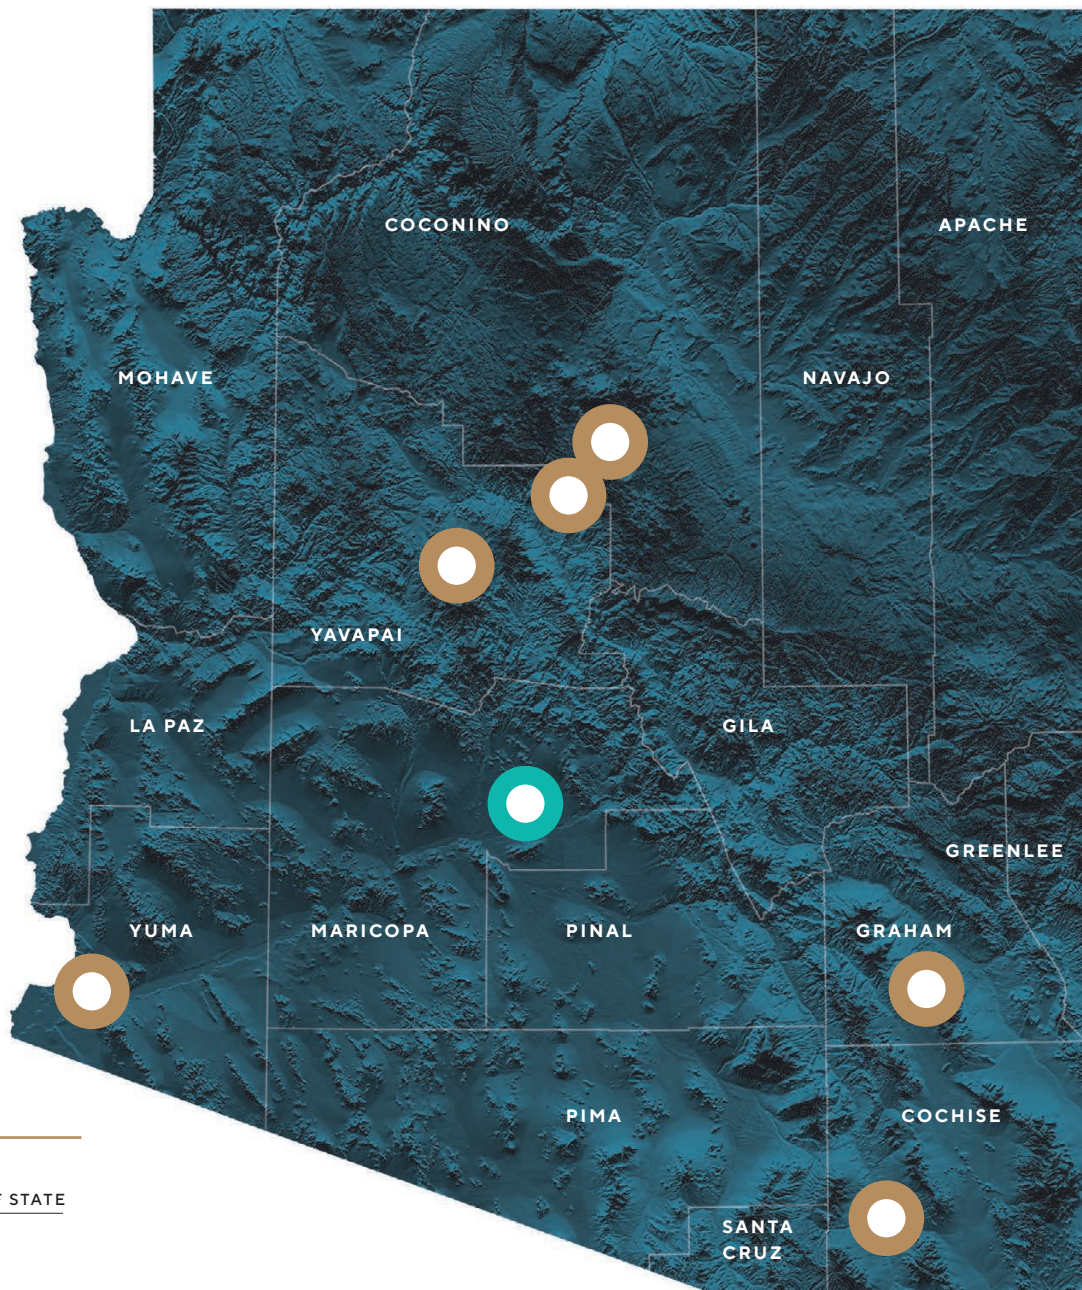 COCONINO
APACHE
MOHAVE
NAVAJO
YAVAPAI
LA PAZ
GILA
GREENLEE
YUMA
MARICOPA
PINAL
GRAHAM
PIMA
COCHISE
STATE
SANTA
CRUZ